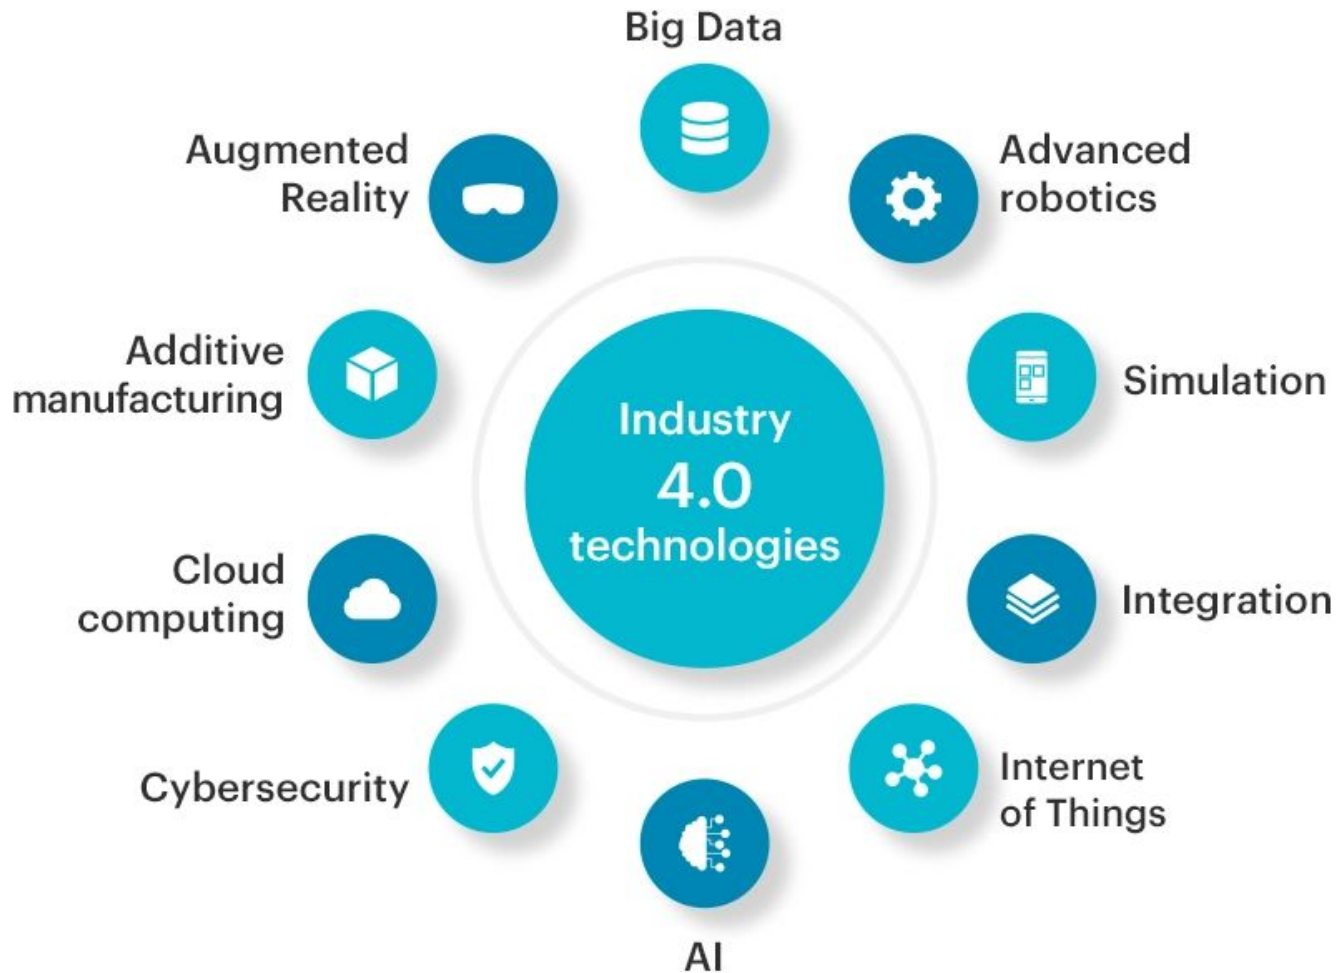 Big Data
Augmented
Reality
Advanced
robotics
Additive
manufacturing
Simulation
Industry
4.0
technologies
Cloud
computing
Integration
Cybersecurity
Internet
of Things
AI